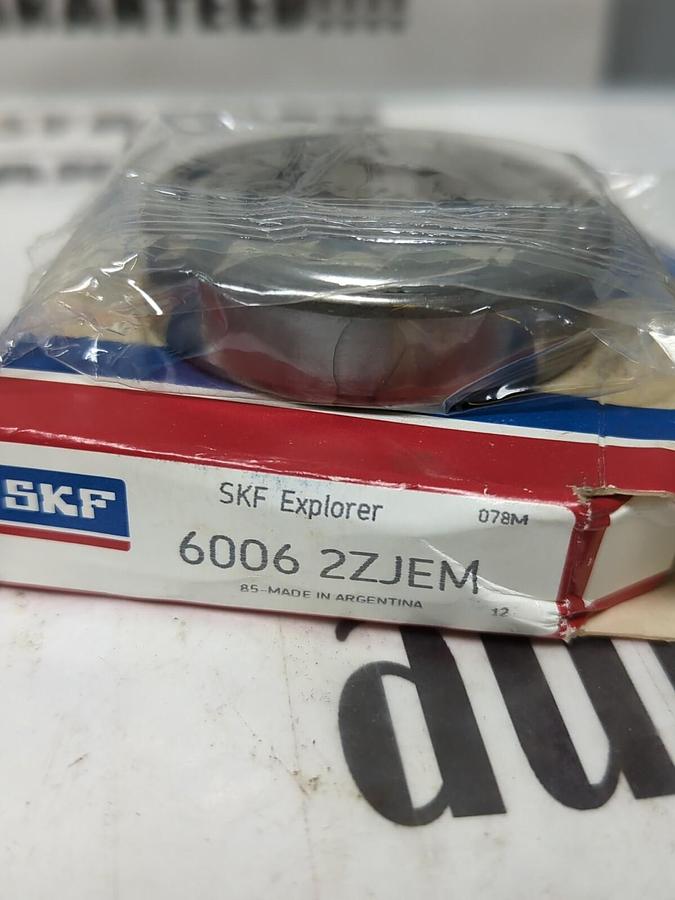 SKF
SKF Explorer
078M
6006 2ZJEM
85-MADE IN ARGENTINA
12